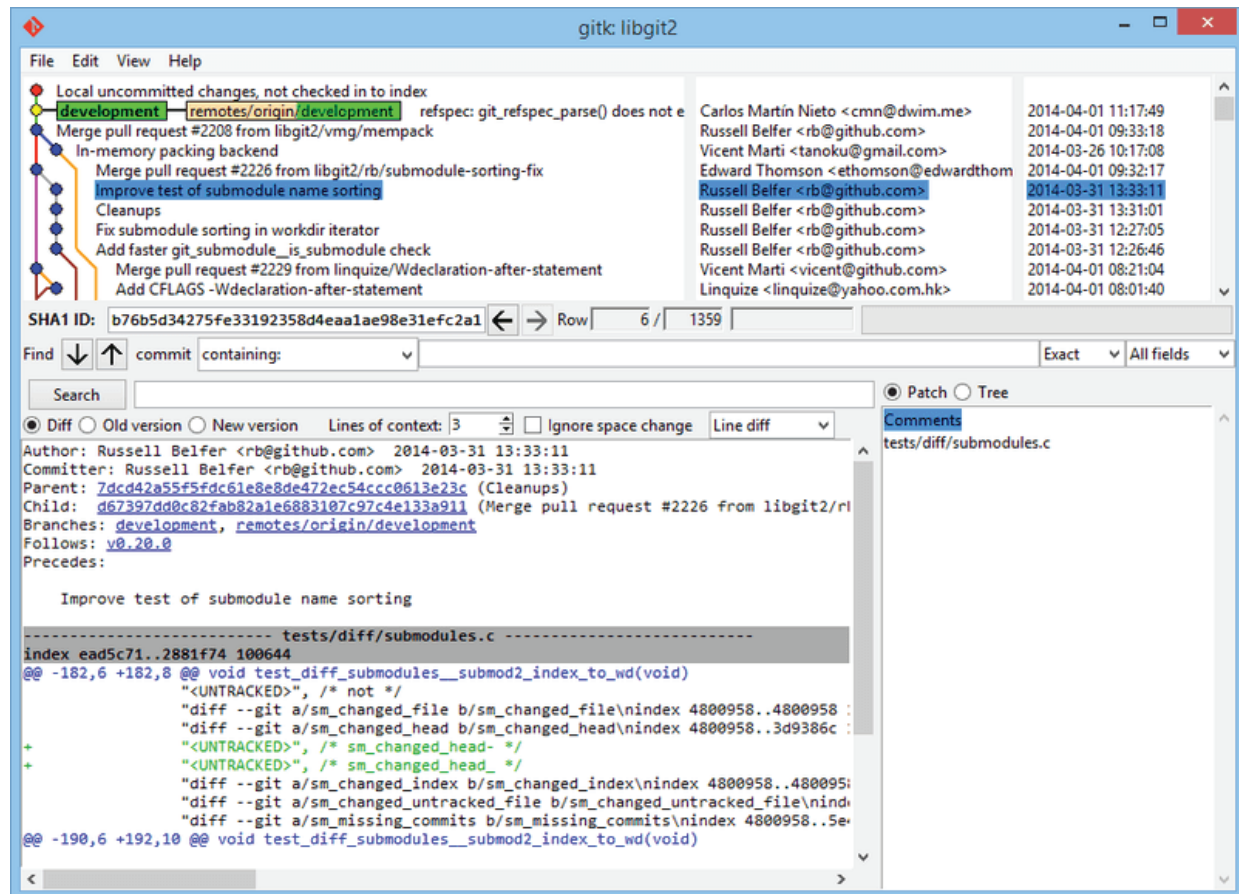 gitk: libgit2
File Edit View Help
Local uncommitted changes, not checked in to index
development remotes/origin/development refspec: git_refspec_parse() does not e Carlos Martín Nieto <cmn@dwim.me> 2014-04-01 11:17:49
Merge pull request #2208 from libgit2/vmg/mempack Russell Belfer <rb@github.com> 2014-04-01 09:33:18
In-memory packing backend Vicent Marti <tanoku@gmail.com> 2014-03-26 10:17:08
Merge pull request #2226 from libgit2/rb/submodule-sorting-fix Edward Thomson <ethomson@edwardthom 2014-04-01 09:32:17
Improve test of submodule name sorting Russell Belfer <rb@github.com> 2014-03-31 13:33:11
Cleanups Russell Belfer <rb@github.com> 2014-03-31 13:31:01
Fix submodule sorting in workdir iterator Russell Belfer <rb@github.com> 2014-03-31 12:27:05
Add faster git_submodule__is_submodule check Russell Belfer <rb@github.com> 2014-03-31 12:26:46
Merge pull request #2229 from linquize/Wdeclaration-after-statement Vicent Marti <vicent@github.com> 2014-04-01 08:21:04
Add CFLAGS -Wdeclaration-after-statement Linquize <linquize@yahoo.com.hk> 2014-04-01 08:01:40
SHA1 ID: b76b5d34275fe33192358d4eaa1ae98e31efc2a1 Row 6 / 1359
Find commit containing: Exact All fields
Search Patch Tree
Diff Old version New version Lines of context: 3 Ignore space change Line diff Comments
tests/diff/submodules.c
Author: Russell Belfer <rb@github.com> 2014-03-31 13:33:11
Committer: Russell Belfer <rb@github.com> 2014-03-31 13:33:11
Parent: 7dcd42a55f5fdc61e8e8de472ec54ccc0613e23c (Cleanups)
Child: d67397dd0c82fab82a1e6883107c97c4e133a911 (Merge pull request #2226 from libgit2/rl
Branches: development, remotes/origin/development
Follows: v0.20.0
Precedes:
Improve test of submodule name sorting
-------------------------- tests/diff/submodules.c --------------------------
index ead5c71..2881f74 100644
@@ -182,6 +182,8 @@ void test_diff_submodules__submod2_index_to_wd(void)
"<UNTRACKED>", /* not */
"diff --git a/sm_changed_file b/sm_changed_file\nindex 4800958..4800958
"diff --git a/sm_changed_head b/sm_changed_head\nindex 4800958..3d9386c
+ "<UNTRACKED>", /* sm_changed_head- */
+ "<UNTRACKED>", /* sm_changed_head_ */
"diff --git a/sm_changed_index b/sm_changed_index\nindex 4800958..480095
"diff --git a/sm_changed_untracked_file b/sm_changed_untracked_file\nind
"diff --git a/sm_missing_commits b/sm_missing_commits\nindex 4800958..5e
@@ -190,6 +192,10 @@ void test_diff_submodules__submod2_index_to_wd(void)